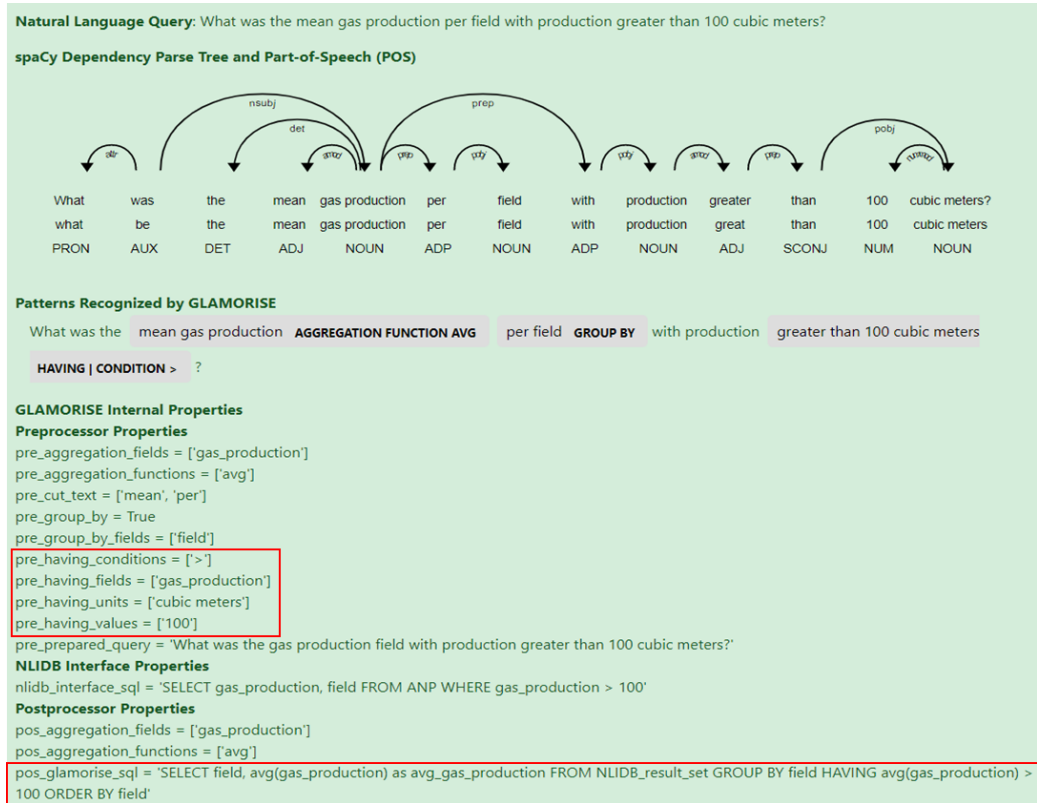 Natural Language Query: What was the mean gas production per field with production greater than 100 cubic meters?
spaCy Dependency Parse Tree and Part-of-Speech (POS)
nsubj prep
det pobj
attr amod prep pobj pobj amod prep nummod
What was the mean gas production per field with production greater than 100 cubic meters?
what be the mean gas production per field with production great than 100 cubic meters
PRON AUX DET ADJ NOUN ADP NOUN ADP NOUN ADJ SCONJ NUM NOUN
Patterns Recognized by GLAMORISE
What was the mean gas production AGGREGATION FUNCTION AVG per field GROUP BY with production greater than 100 cubic meters
HAVING | CONDITION > ?
GLAMORISE Internal Properties
Preprocessor Properties
pre_aggregation_fields = ['gas_production']
pre_aggregation_functions = ['avg']
pre_cut_text = ['mean', 'per']
pre_group_by = True
pre_group_by_fields = ['field']
pre_having_conditions = ['>']
pre_having_fields = ['gas_production']
pre_having_units = ['cubic meters']
pre_having_values = ['100']
pre_prepared_query = 'What was the gas production field with production greater than 100 cubic meters?'
NLIDB Interface Properties
nlidb_interface_sql = 'SELECT gas_production, field FROM ANP WHERE gas_production > 100'
Postprocessor Properties
pos_aggregation_fields = ['gas_production']
pos_aggregation_functions = ['avg']
pos_glamorise_sql = 'SELECT field, avg(gas_production) as avg_gas_production FROM NLIDB_result_set GROUP BY field HAVING avg(gas_production) >
100 ORDER BY field'